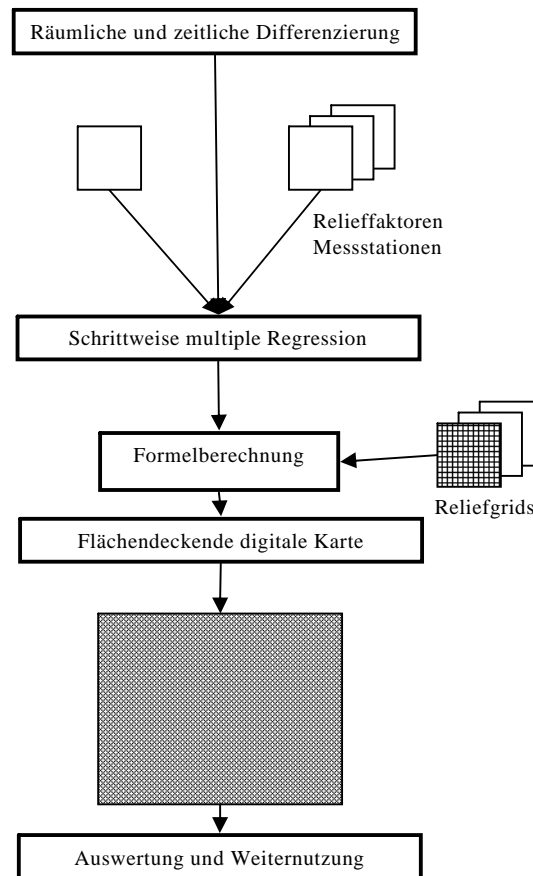 Räumliche und zeitliche Differenzierung
Relieffaktoren
Messstationen
Schrittweise multiple Regression
Formelberechnung
Reliefgrids
Flächendeckende digitale Karte
Auswertung und Weiternutzung